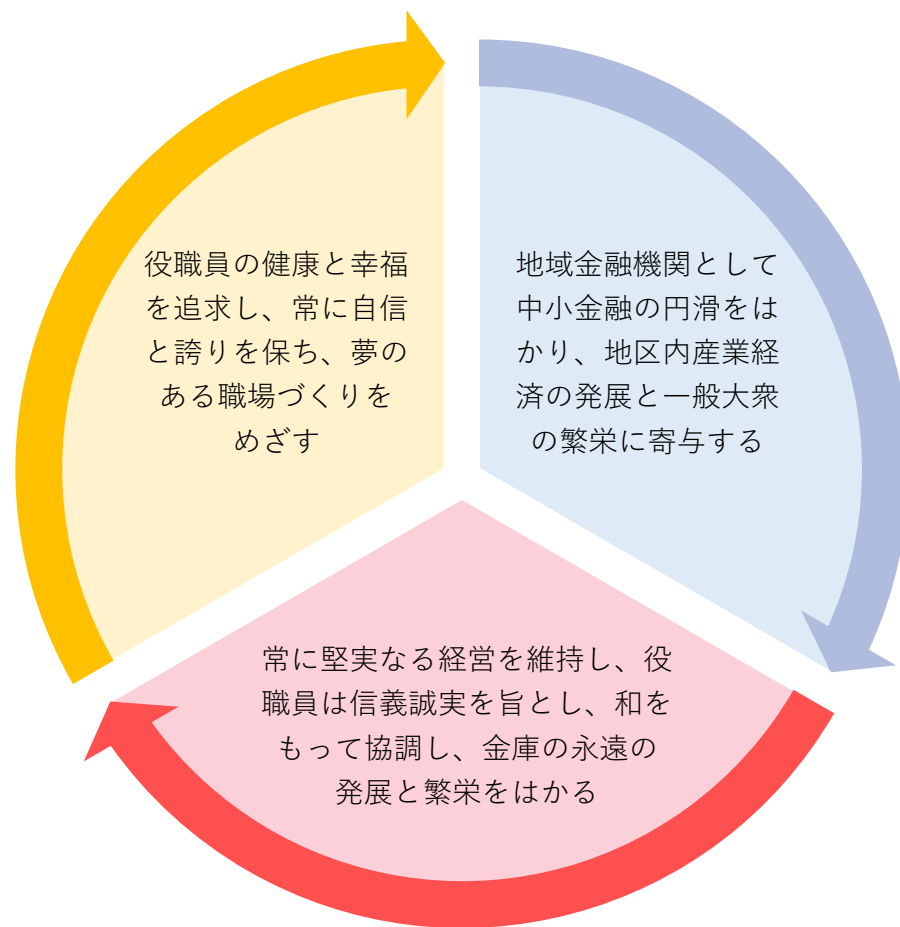 役職員の健康と幸福
を追求し、常に自信
と誇りを保ち、夢の
ある職場づくりを
めざす
地域金融機関として
中小金融の円滑をは
かり、地区内産業経
済の発展と一般大衆
の繁栄に寄与する
常に堅実なる経営を維持し、役
職員は信義誠実を旨とし、和を
もって協調し、金庫の永遠の
発展と繁栄をはかる